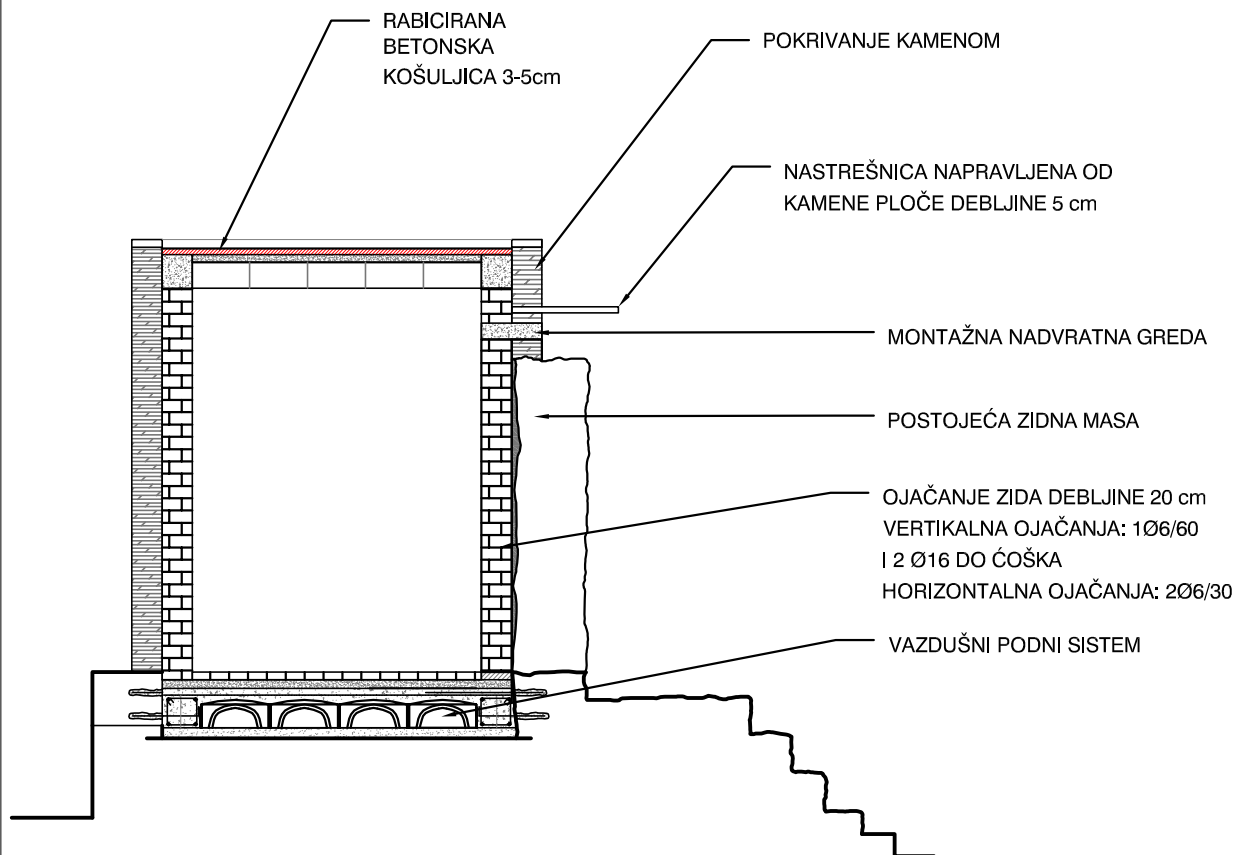 RABICIRANA
BETONSKA
KOŠULJICA 3-5cm
POKRIVANJE KAMENOM
NASTREŠNICA NAPRAVLJENA OD
KAMENE PLOČE DEBLJINE 5 cm
MONTAŽNA NADVRATNA GREDA
POSTOJEĆA ZIDNA MASA
OJAČANJE ZIDA DEBLJINE 20 cm
VERTIKALNA OJAČANJA: 1Ø6/60
I 2 Ø16 DO ĆOŠKA
HORIZONTALNA OJAČANJA: 2Ø6/30
VAZDUŠNI PODNI SISTEM